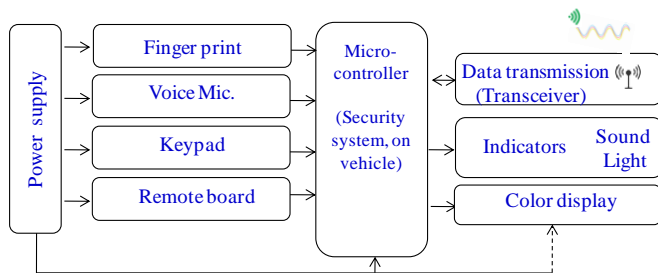 Power supply
Finger print
Voice Mic.
Keypad
Remote board
Micro-
controller
(Security
system, on
vehicle)
Data transmission
(Transceiver)
Indicators Sound
Light
Color display